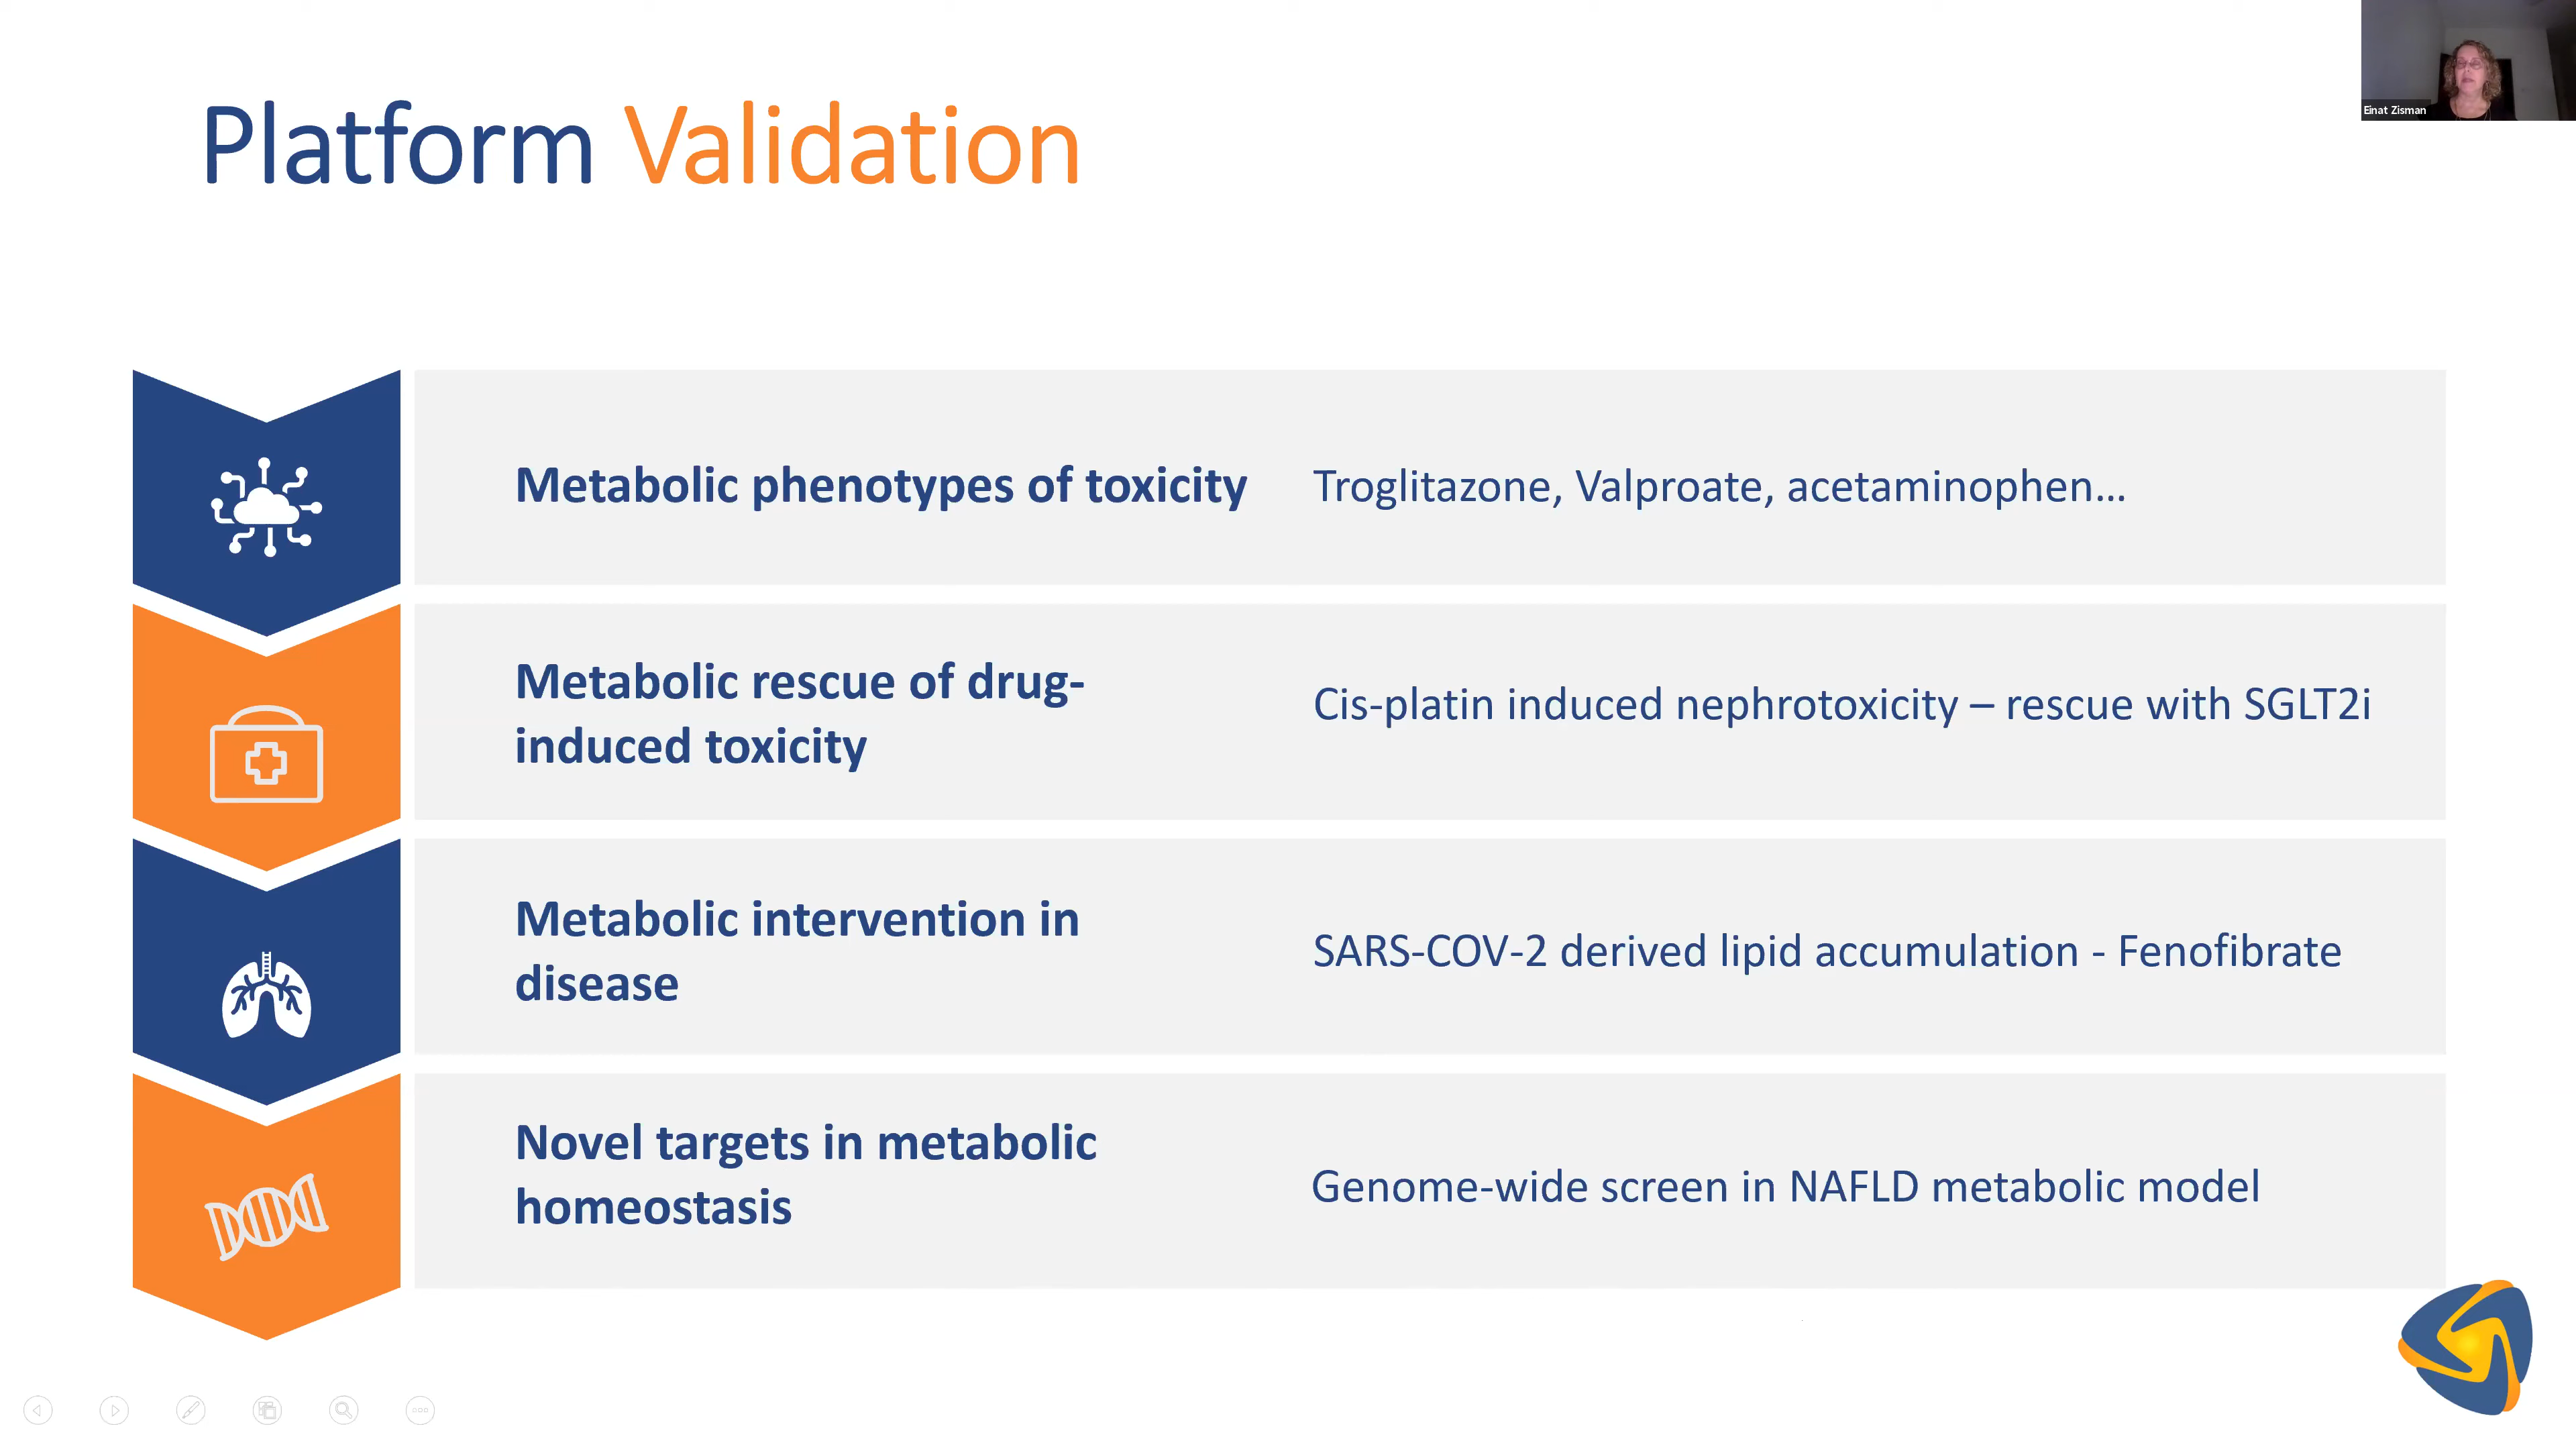 Einat Zisman
Platform Validation
Metabolic phenotypes of toxicity
Troglitazone, Valproate, acetaminophen...
Metabolic rescue of drug-
induced toxicity
Cis-platin induced nephrotoxicity – rescue with SGLT2i
Metabolic intervention in
disease
SARS-COV-2 derived lipid accumulation - Fenofibrate
Novel targets in metabolic
homeostasis
Genome-wide screen in NAFLD metabolic model